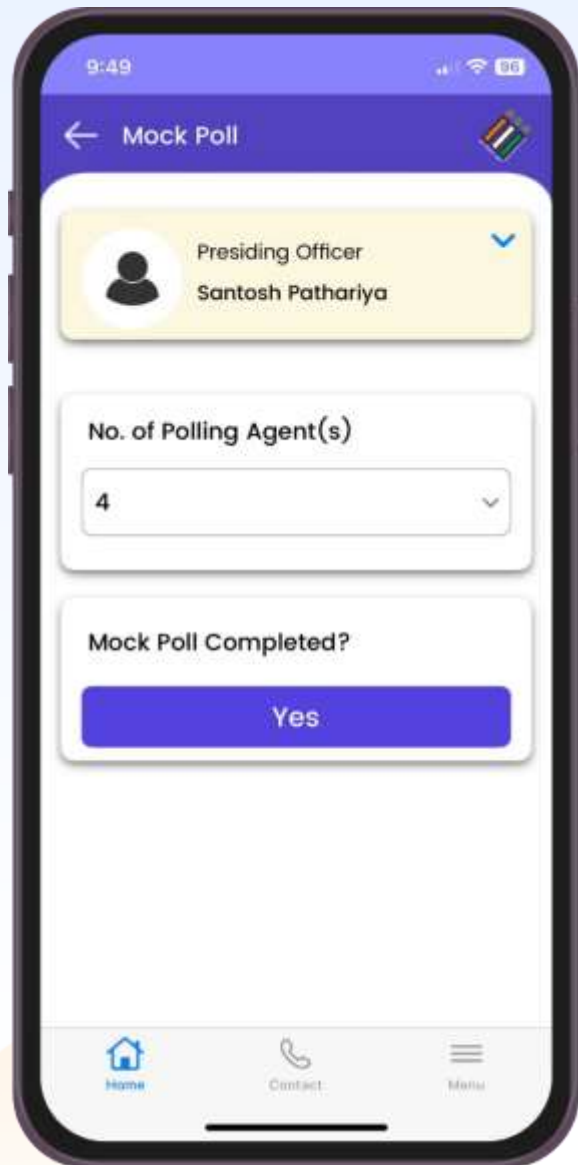 9:49
96
Mock Poll
Presiding Officer
Santosh Pathariya
No. of Polling Agent(s)
4
Mock Poll Completed?
Yes
Home
Contact
Menu